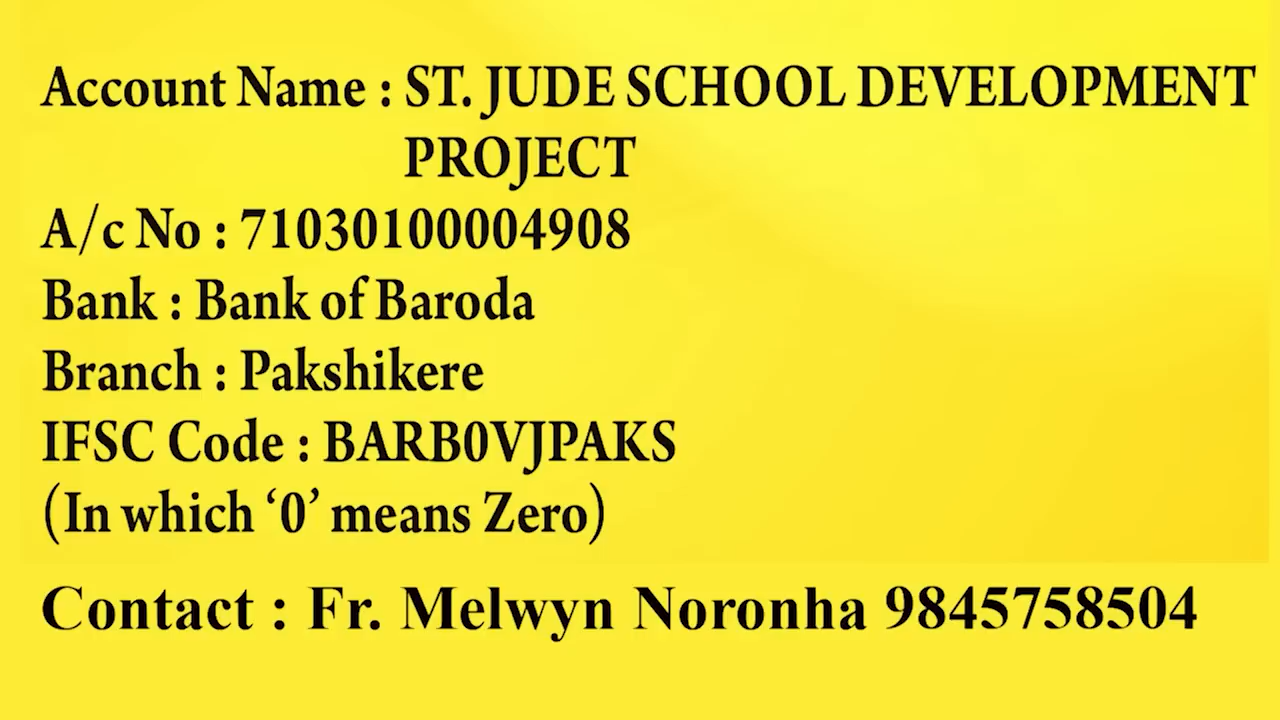 Account Name : ST. JUDE SCHOOL DEVELOPMENT
PROJECT
A/c No : 71030100004908
Bank : Bank of Baroda
Branch : Pakshikere
IFSC Code : BARB0VJPAKS
(In which ‘0’ means Zero)
Contact : Fr. Melwyn Noronha 9845758504